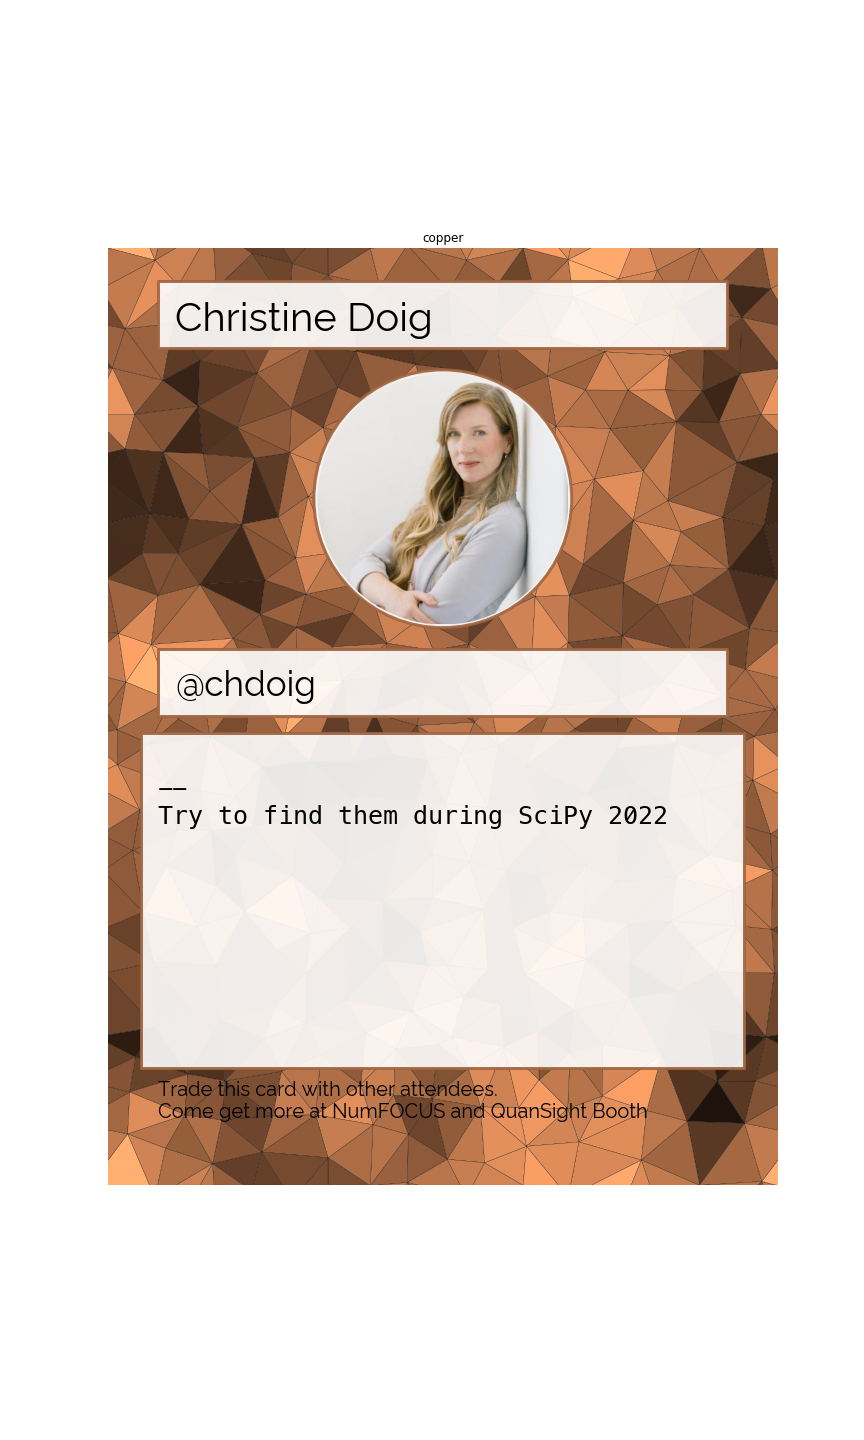 copper
Christine Doig
@chdoig
——
Try to find them during SciPy 2022
Trade this card with other attendees.
Come get more at NumFOCUS and QuanSight Booth